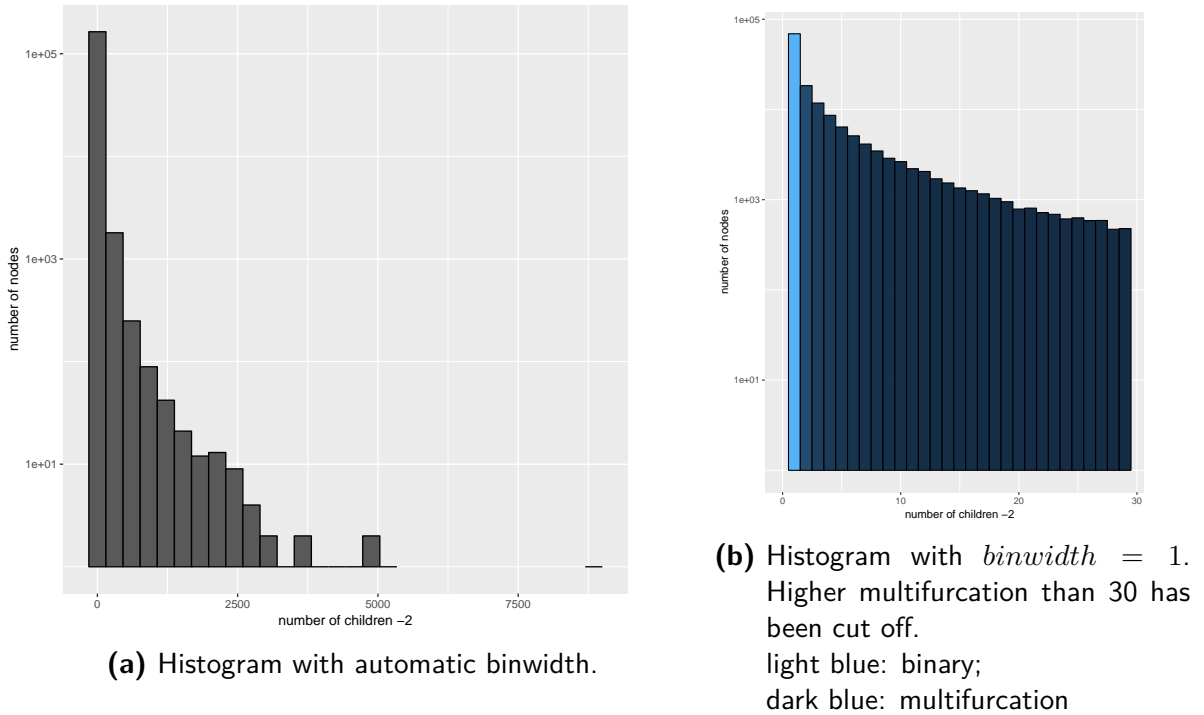 1e+05
1e+03
1e+01
number of nodes
0
2500
5000
7500
number of children −2
(a) Histogram with automatic binwidth.
1e+05
1e+03
1e+01
number of nodes
0
10
20
30
number of children −2
(b) Histogram with binwidth = 1.
Higher multifurcation than 30 has
been cut off.
light blue: binary;
dark blue: multifurcation